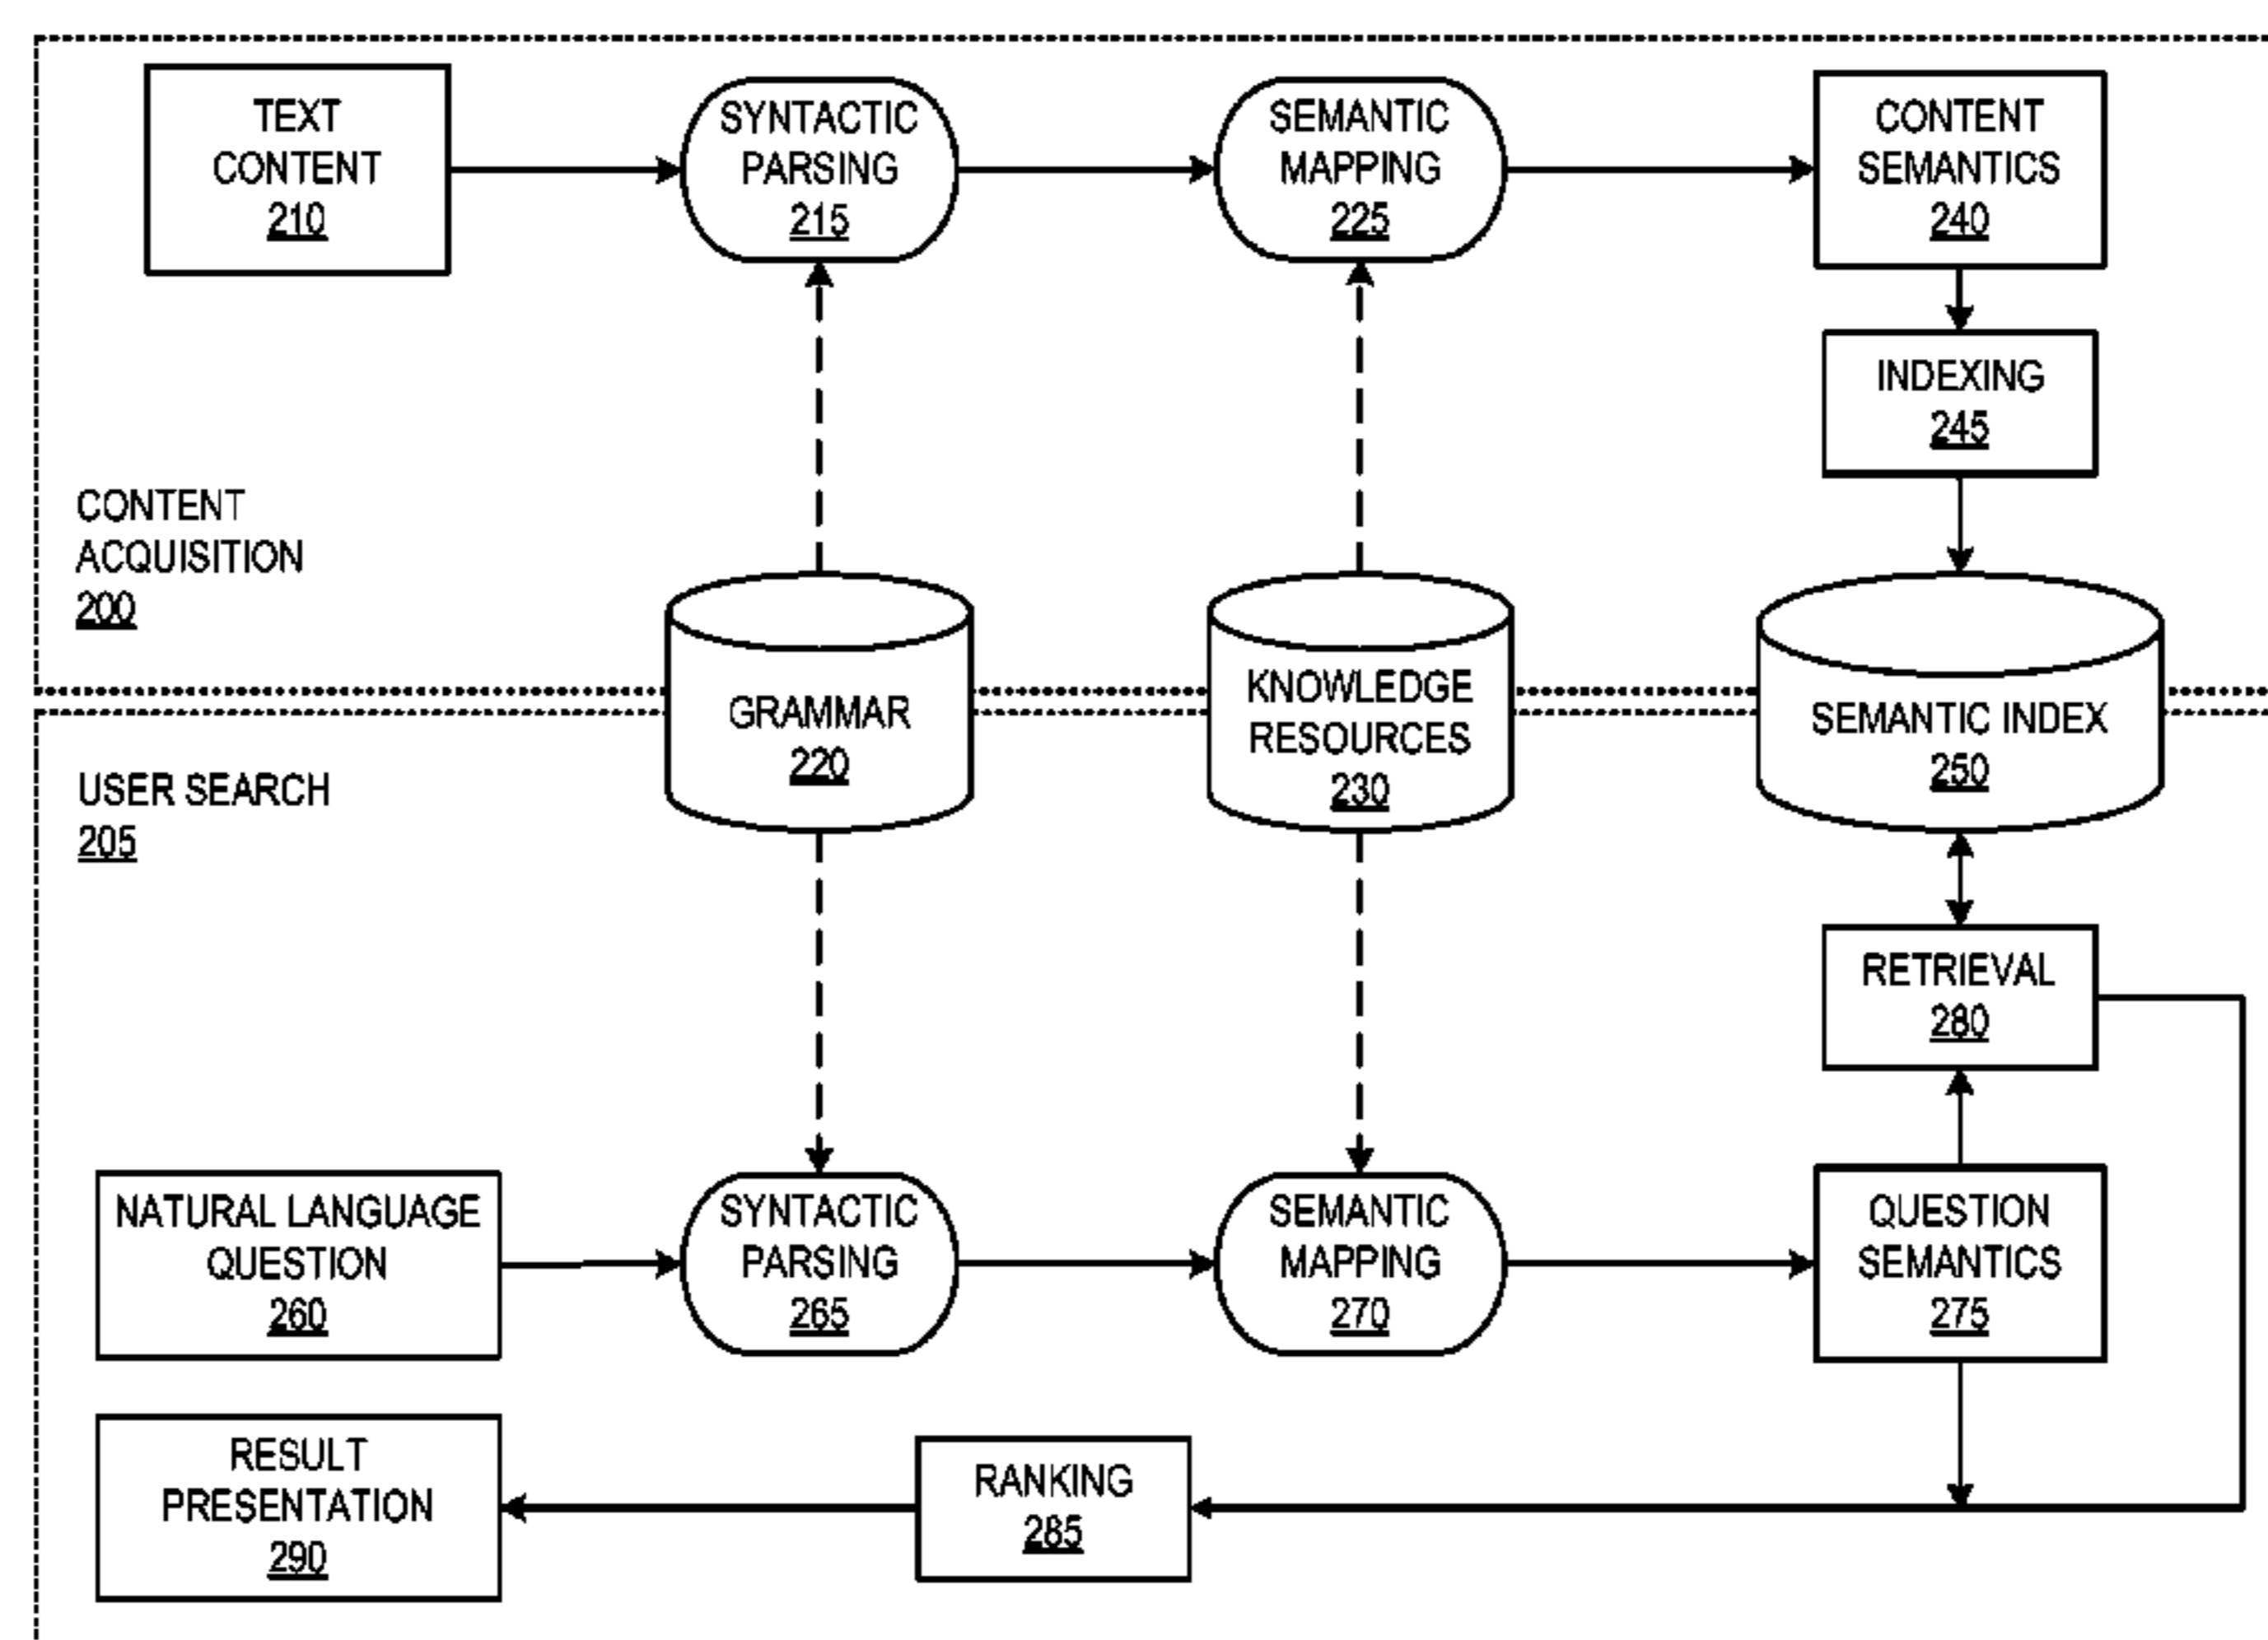 TEXT
CONTENT
210
SYNTACTIC
PARSING
215
SEMANTIC
MAPPING
225
CONTENT
SEMANTICS
240
INDEXING
245
CONTENT
ACQUISITION
200
GRAMMAR
220
KNOWLEDGE
RESOURCES
230
SEMANTIC INDEX
250
USER SEARCH
205
RETRIEVAL
280
NATURAL LANGUAGE
QUESTION
260
SYNTACTIC
PARSING
265
SEMANTIC
MAPPING
270
QUESTION
SEMANTICS
275
RESULT
PRESENTATION
290
RANKING
285